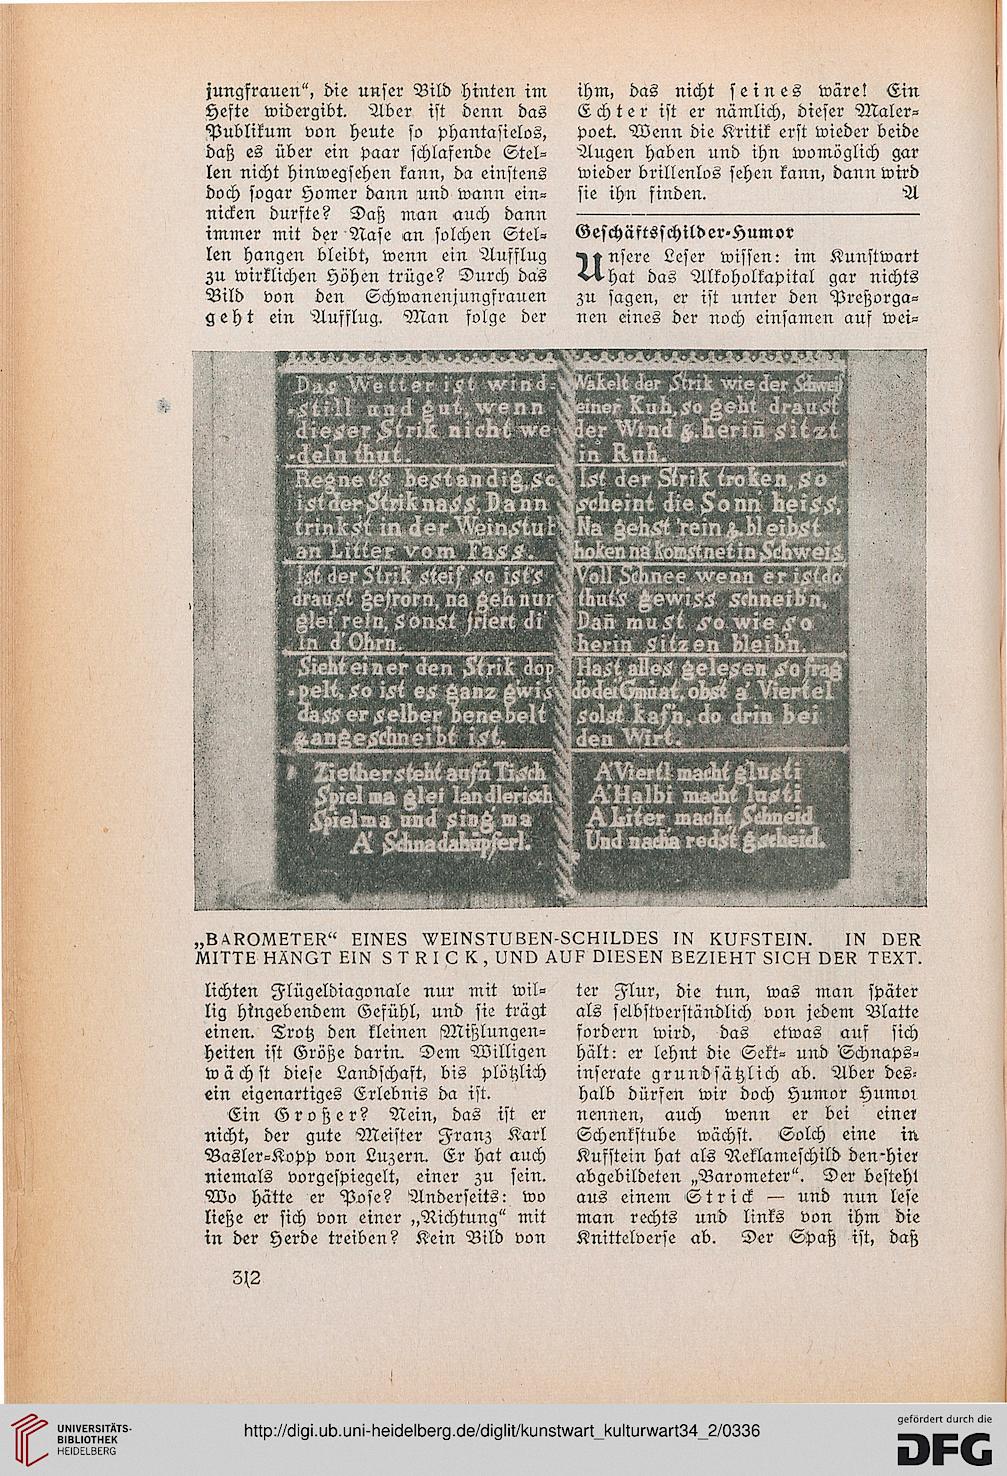 jungfrauen“, die unser Bild hinten im
Hefte widergibt. Aber ist denn das
Publikum von heute so phantasielos,
daß es über ein paar schlafende Stel-
len nicht hinwegsehen kann, da einstens
doch sogar Homer dann und wann ein-
nicken durfte? Daß man auch dann
immer mit der Nase an solchen Stel-
len hangen bleibt, wenn ein Aufflug
zu wirklichen Höhen trüge? Durch das
Bild von den Schwanenjungfrauen
geht ein Aufflug. Man folge der
lichten Flügeldiagonale nur mit wil-
lig hingebendem Gefühl, und sie trägt
einen. Trotz den kleinen Mißlungen-
heiten ist Größe darin. Dem Willigen
wächst diese Landschaft, bis plötzlich
ein eigenartiges Erlebnis da ist.
Ein Großer? Nein, das ist er
nicht, der gute Meister Franz Karl
Basler-Kopp von Luzern. Er hat auch
niemals vorgespiegelt, einer zu sein.
Wo hätte er Pose? Anderseits: wo
ließe er sich von einer „Richtung“ mit
in der Herde treiben? Kein Bild von
ihm, das nicht seines wäre! Ein
Echter ist er nämlich, dieser Maler-
poet. Wenn die Kritik erst wieder beide
Augen haben und ihn womöglich gar
wieder brillenlos sehen kann, dann wird
sie ihn finden. A
Geschäftsschilder-Humor
Unsere Leser wissen: im Kunstwart
hat das Alkoholkapital gar nichts
zu sagen, er ist unter den Preßorga-
nen eines der noch einsamen auf wei-
ter Flur, die tun, was man später
als selbstverständlich von jedem Blatte
fordern wird, das etwas auf sich
hält: er lehnt die Sekt- und Schnaps-
inserate grundsätzlich ab. Aber des-
halb dürfen wir doch Humor Humor
nennen, auch wenn er bei einer
Schenkstube wächst. Solch eine in
Kufstein hat als Reklameschild den hier
abgebildeten „Barometer“. Der besteht
aus einem Strick — und nun lese
man rechts und links von ihm die
Knittelverse ab. Der Spaß ist, daß
Das Wetter ist wind-
-still und gut, wenn
dieser Strik nicht we-
-deln thut.
Wakelt der Strik wie der Schweif
einer Kuh, so geht draust
der Wind &. herin̄ sitzt
in Ruh.
Regnet's beständig, so
ist der Strik nass, Dann
trinkst in der Weinstub
an Litter vom Fass.
Ist der Strik troken, so
scheint die Sonn' heiss,
Na gehst 'rein &. bleibst
hoken na komst net in Schweis.
Ist der Strik steif so ist's
draust gefrorn, na geh nur
glei' rein, sonst friert di'
in d'Ohrn.
Voll Schnee wenn er ist do
thut's gewiss schneib'n,
Dan̄ must so wie so
herin sitzen bleib'n.
Sieht einer den Strik dop
-pelt, so ist es ganz gwis
dass er selber benebelt
&angeschneibt ist.
Hast alles gelesen so frag
do dei' Gmüat, obst a' Viertel
solst kaf'n, do drin bei
den Wirt.
Ziether steht auf'n Tisch
Spiel ma glei' landlerisch
Spiel ma und sing ma
A' Schnadahüpferl.
A' Viertl macht glusti
A' Halbi macht lusti
A Liter macht Schneid
Und nacha redst gscheid.
„BAROMETER“ EINES WEINSTUBEN-SCHILDES IN KUFSTEIN. IN DER
MITTE HÄNGT EIN STRICK, UND AUF DIESEN BEZIEHT SICH DER TEXT.
312
UNIVERSITÄTS-
BIBLIOTHEK
HEIDELBERG
http://digi.ub.uni-heidelberg.de/diglit/kunstwart_kulturwart34_2/0336
gefördert durch die
DFG